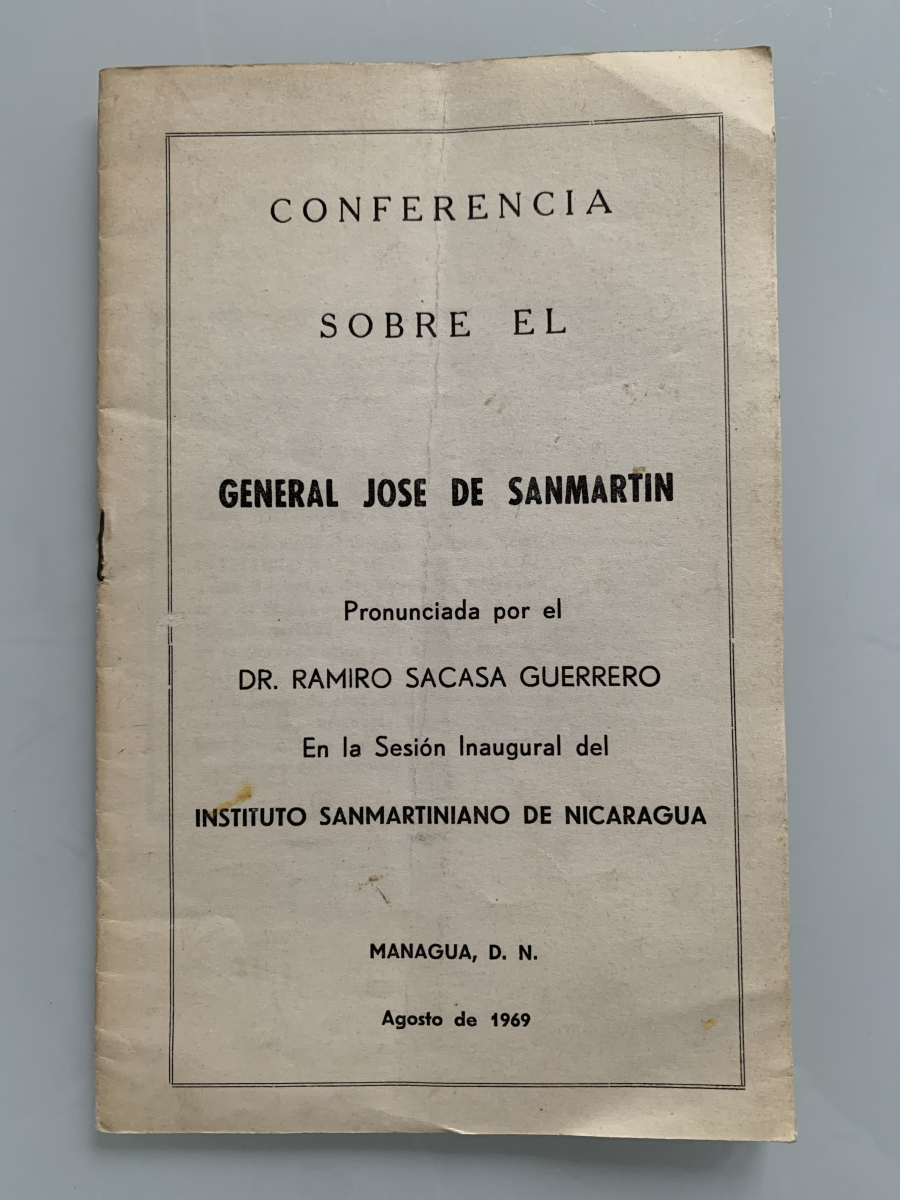 CONFERENCIA
SOBRE EL
GENERAL JOSE DE SANMARTIN
Pronunciada por el
DR. RAMIRO SACASA GUERRERO
En la Sesión Inaugural del
INSTITUTO SANMARTINIANO DE NICARAGUA
MANAGUA, D. N.
Agosto de 1969